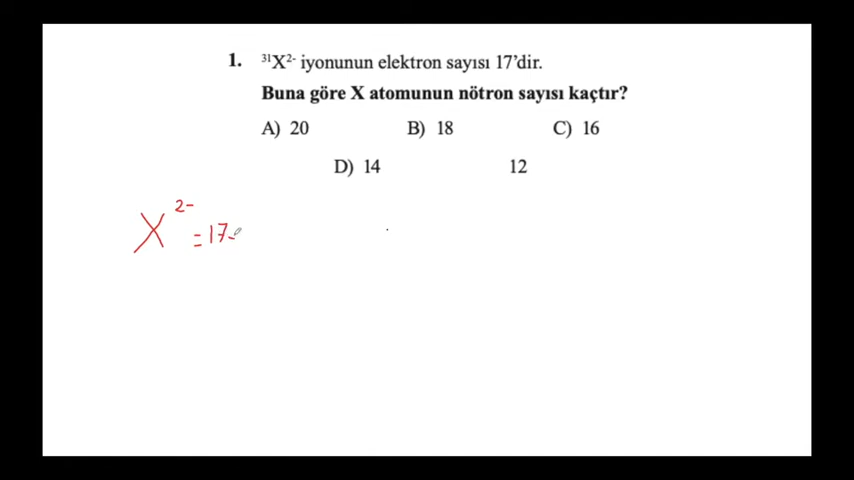 1. ³¹X²⁻ iyonunun elektron sayısı 17'dir.
Buna göre X atomunun nötron sayısı kaçtır?
A) 20 B) 18 C) 16
D) 14 12
X²⁻ = 17